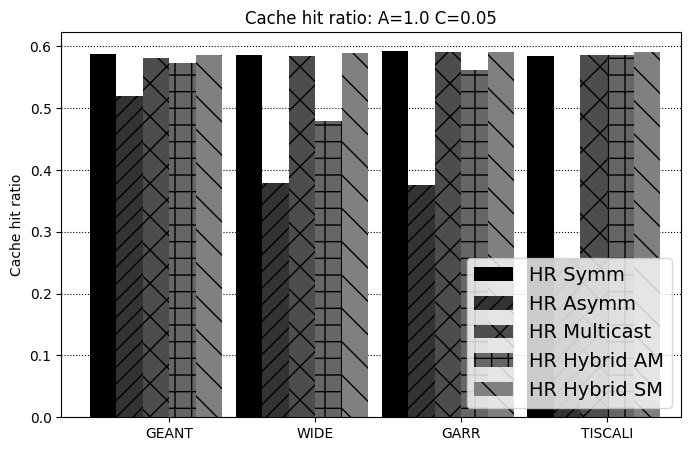 Cache hit ratio: A=1.0 C=0.05
Cache hit ratio
0.6
0.5
0.4
0.3
0.2
0.1
0.0
GEANT
WIDE
GARR
TISCALI
HR Symm
HR Asymm
HR Multicast
HR Hybrid AM
HR Hybrid SM